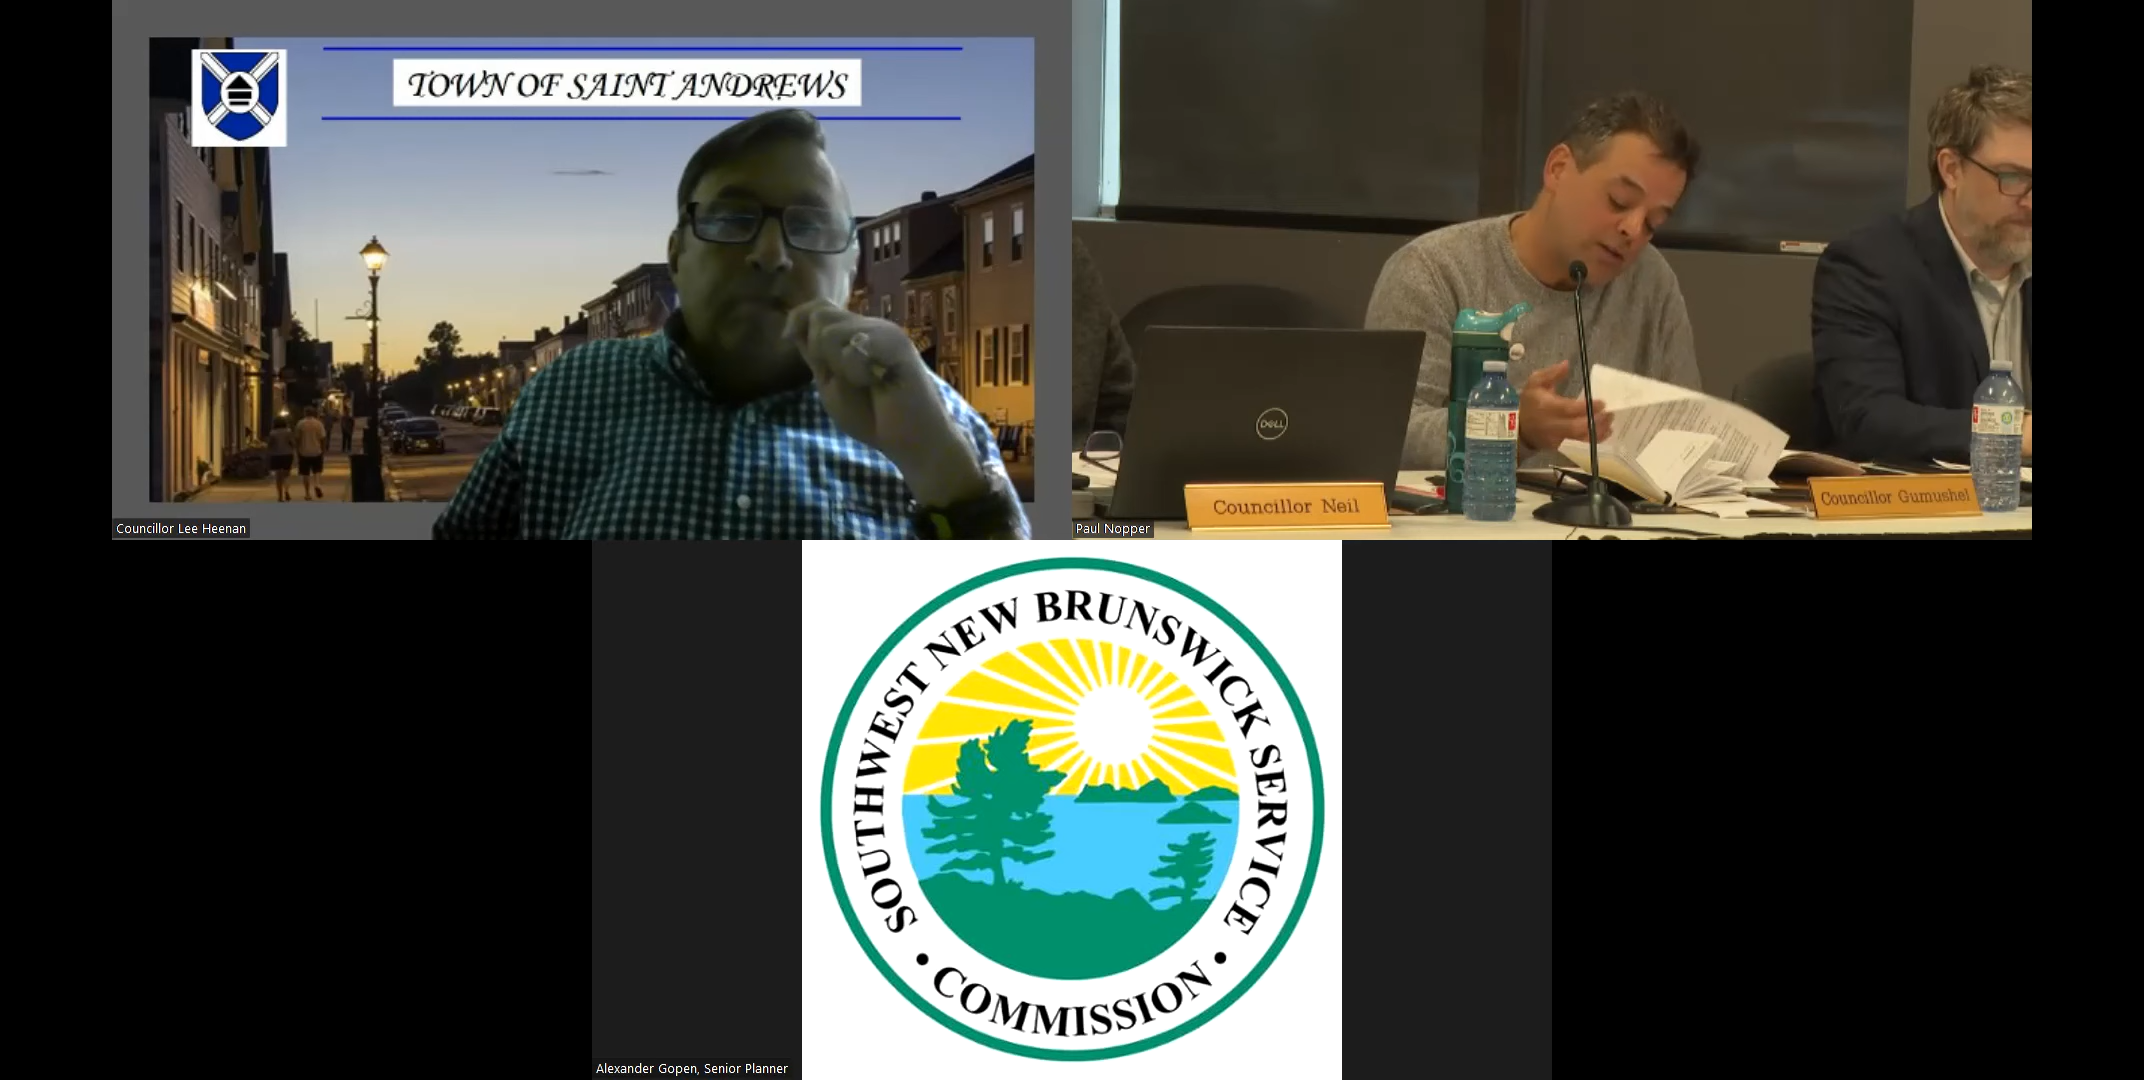 TOWN OF SAINT ANDREWS
Councillor Lee Heenan
DELL
Councillor Neil
Councillor Gumushel
Paul Nopper
SOUTHWEST NEW BRUNSWICK SERVICE
• COMMISSION •
Alexander Gopen, Senior Planner